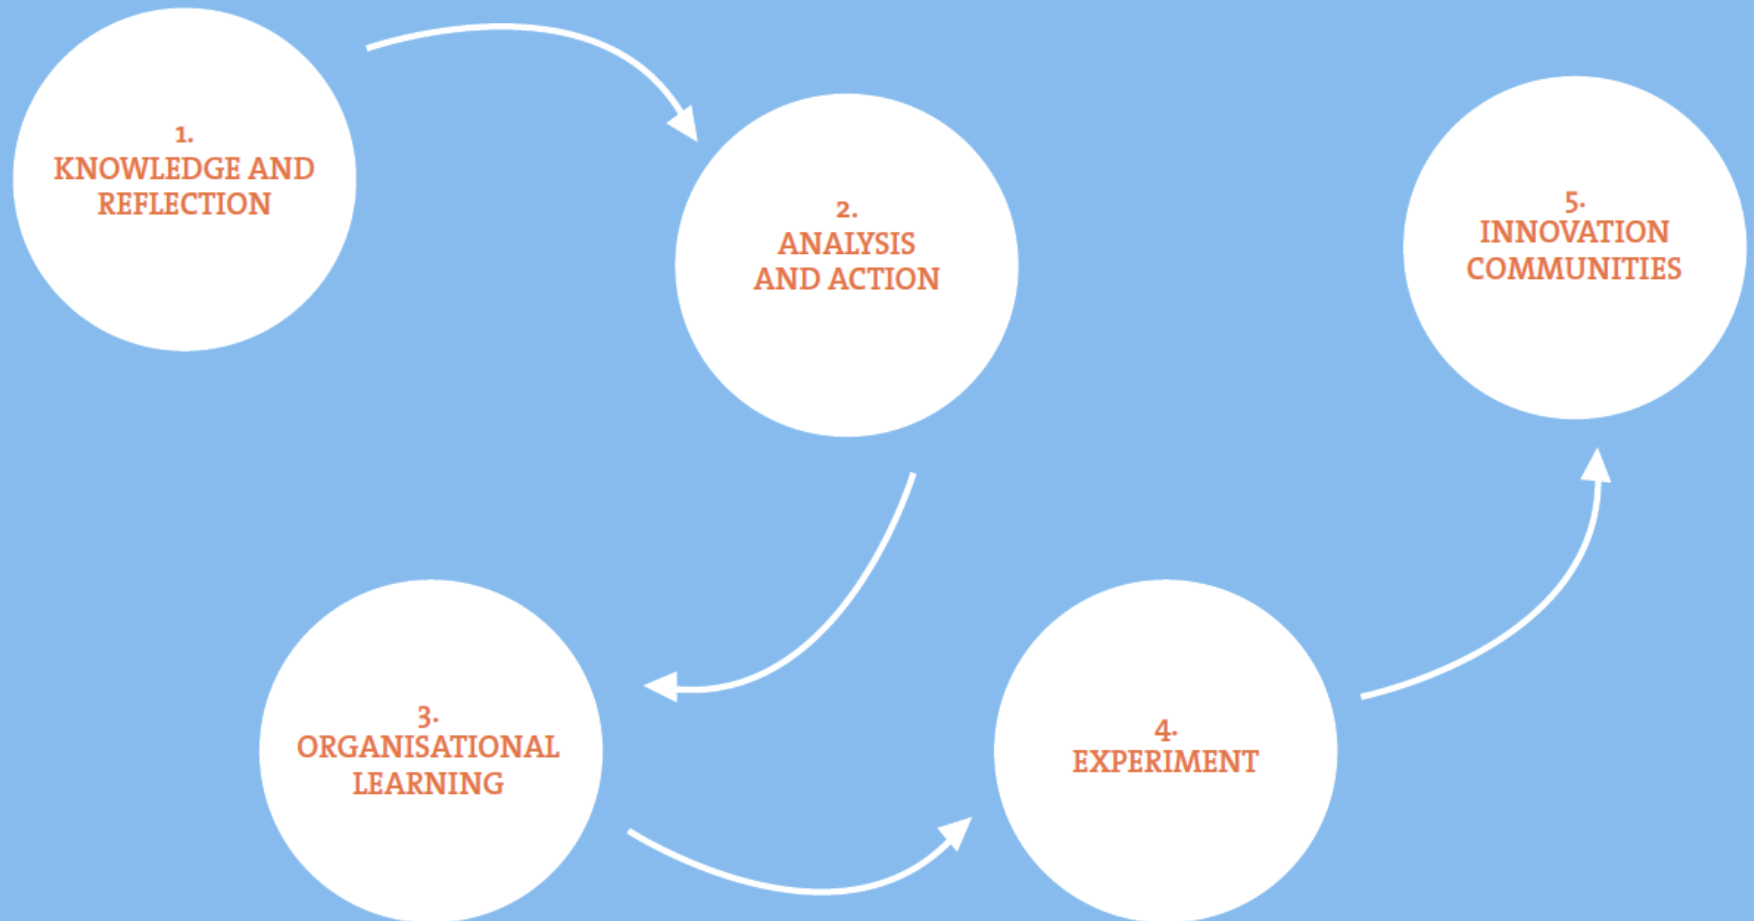 1.
KNOWLEDGE AND
REFLECTION
2.
ANALYSIS
AND ACTION
3.
ORGANISATIONAL
LEARNING
4.
EXPERIMENT
5.
INNOVATION
COMMUNITIES